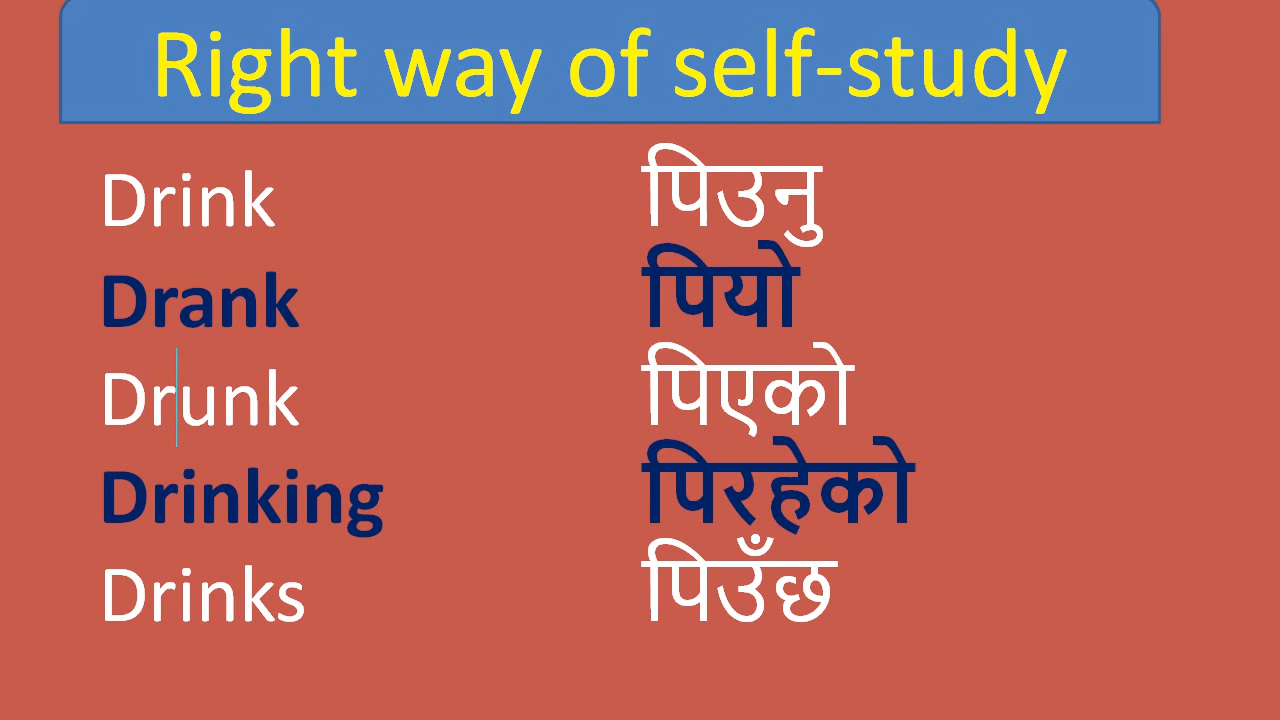 Right way of self-study
Drink पिउनु
Drank पियो
Drunk पिएको
Drinking पिरहेको
Drinks पिउँछ